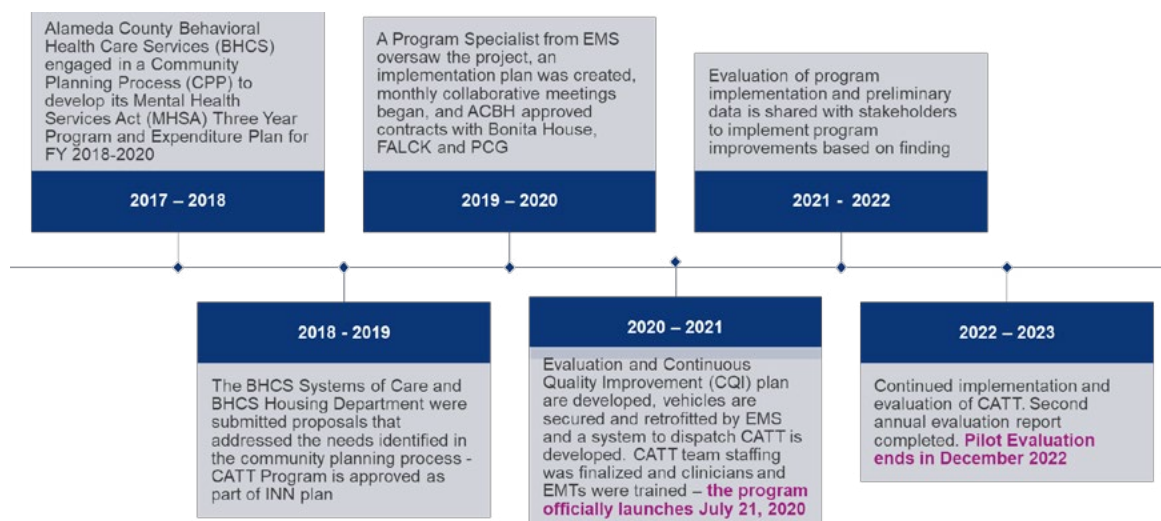 Alameda County Behavioral
Health Care Services (BHCS)
engaged in a Community
Planning Process (CPP) to
develop its Mental Health
Services Act (MHSA) Three Year
Program and Expenditure Plan for
FY 2018-2020
2017 – 2018
A Program Specialist from EMS
oversaw the project, an
implementation plan was created,
monthly collaborative meetings
began, and ACBH approved
contracts with Bonita House,
FALCK and PCG
2019 – 2020
Evaluation of program
implementation and preliminary
data is shared with stakeholders
to implement program
improvements based on finding
2021 - 2022
2018 - 2019
The BHCS Systems of Care and
BHCS Housing Department were
submitted proposals that
addressed the needs identified in
the community planning process -
CATT Program is approved as
part of INN plan
2020 – 2021
Evaluation and Continuous
Quality Improvement (CQI) plan
are developed, vehicles are
secured and retrofitted by EMS
and a system to dispatch CATT is
developed. CATT team staffing
was finalized and clinicians and
EMTs were trained – the program
officially launches July 21, 2020
2022 – 2023
Continued implementation and
evaluation of CATT. Second
annual evaluation report
completed. Pilot Evaluation
ends in December 2022